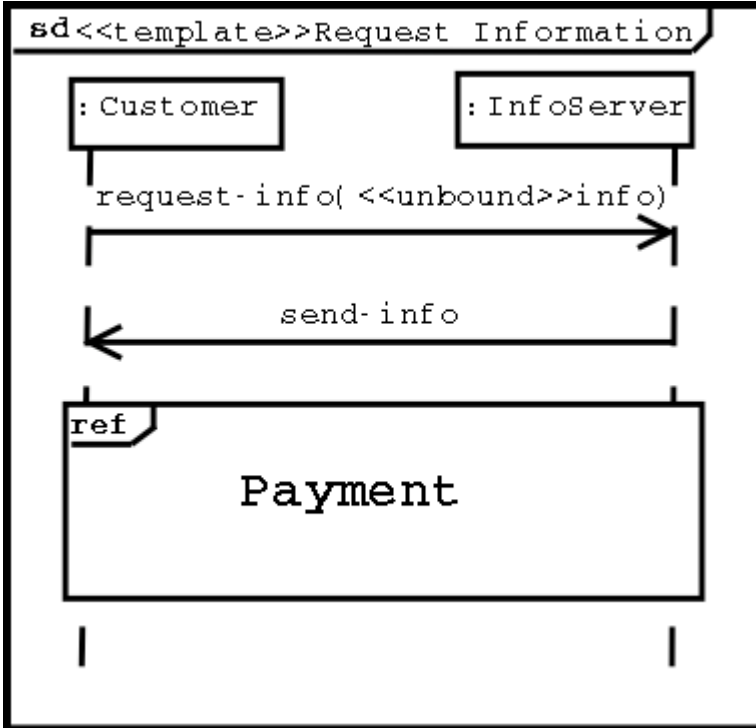 sd<<template>>Request Information
: Customer
: InfoServer
request-info( <<unbound>>info)
send-info
ref
Payment